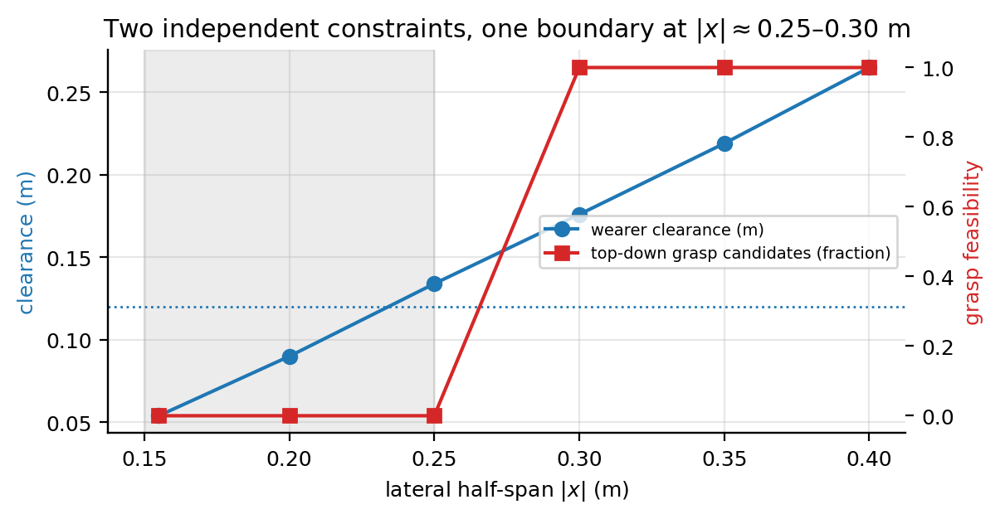 Two independent constraints, one boundary at |x| ≈ 0.25–0.30 m
clearance (m)
0.25
0.20
0.15
0.10
0.05
1.0
0.8
0.6
0.4
0.2
0.0
grasp feasibility
wearer clearance (m)
top-down grasp candidates (fraction)
0.15 0.20 0.25 0.30 0.35 0.40
lateral half-span |x| (m)